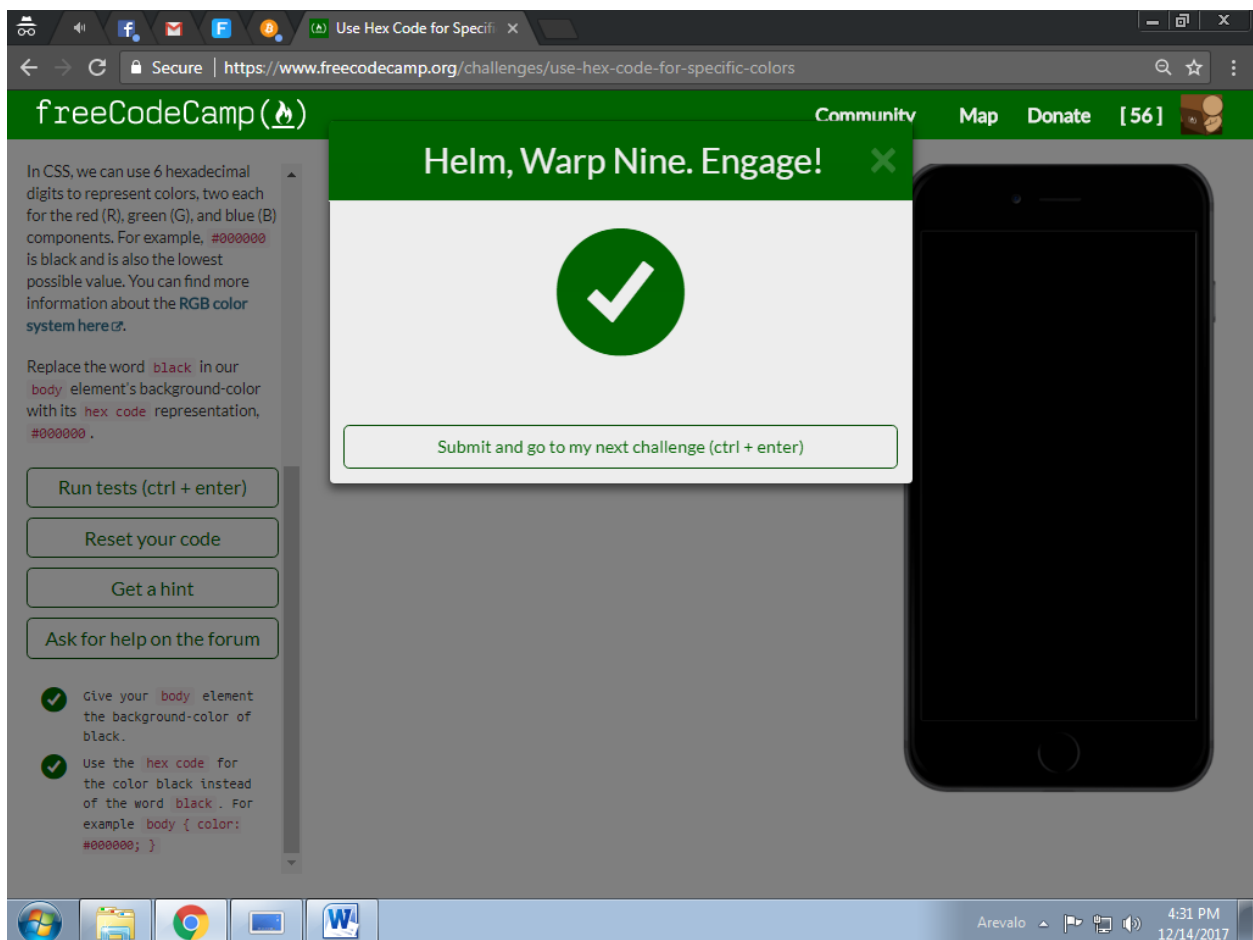 Use Hex Code for Specifi
Secure | https://www.freecodecamp.org/challenges/use-hex-code-for-specific-colors
freeCodeCamp
Community Map Donate [ 56 ]
Helm, Warp Nine. Engage!
Submit and go to my next challenge (ctrl + enter)
In CSS, we can use 6 hexadecimal
digits to represent colors, two each
for the red (R), green (G), and blue (B)
components. For example, #000000
is black and is also the lowest
possible value. You can find more
information about the RGB color
system here.
Replace the word black in our
body element's background-color
with its hex code representation,
#000000 .
Run tests (ctrl + enter)
Reset your code
Get a hint
Ask for help on the forum
Give your body element
the background-color of
black.
Use the hex code for
the color black instead
of the word black . For
example body { color:
#000000; }
Arevalo
4:31 PM
12/14/2017